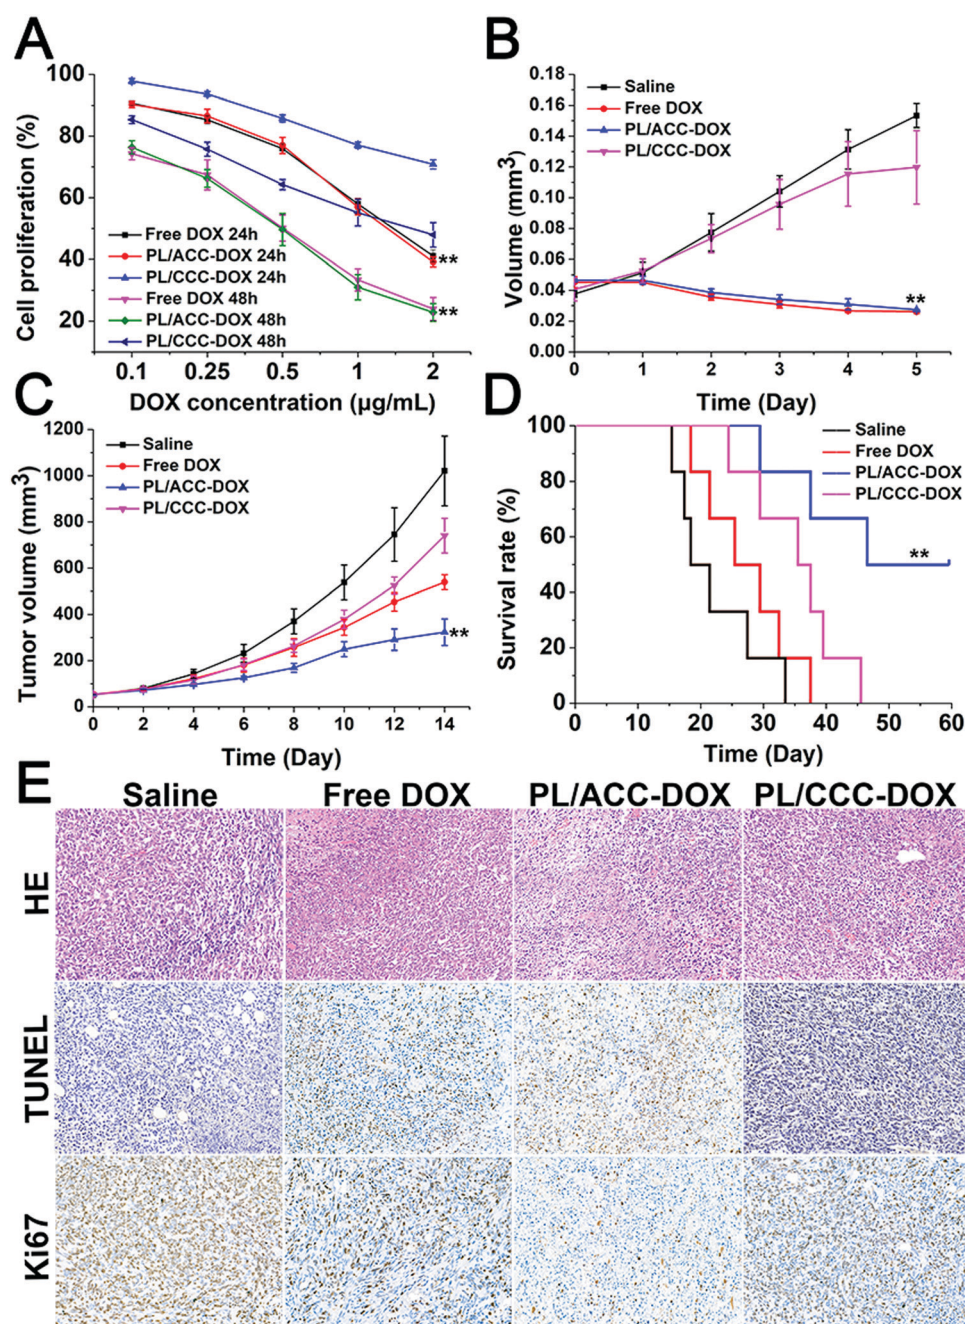 A
Cell proliferation (%)
100
80
60
40
20
Free DOX 24h
PL/ACC-DOX 24h
PL/CCC-DOX 24h
Free DOX 48h
PL/ACC-DOX 48h
PL/CCC-DOX 48h
**
**
0.1 0.25 0.5 1 2
DOX concentration (µg/mL)
B
Volume (mm³)
0.18
0.16
0.14
0.12
0.10
0.08
0.06
0.04
0.02
0.00
Saline
Free DOX
PL/ACC-DOX
PL/CCC-DOX
**
0 1 2 3 4 5
Time (Day)
C
Tumor volume (mm³)
1200
1000
800
600
400
200
0
Saline
Free DOX
PL/ACC-DOX
PL/CCC-DOX
**
0 2 4 6 8 10 12 14
Time (Day)
D
Survival rate (%)
100
80
60
40
20
0
Saline
Free DOX
PL/ACC-DOX
PL/CCC-DOX
**
0 10 20 30 40 50 60
Time (Day)
E
Saline Free DOX PL/ACC-DOX PL/CCC-DOX
HE
TUNEL
Ki67